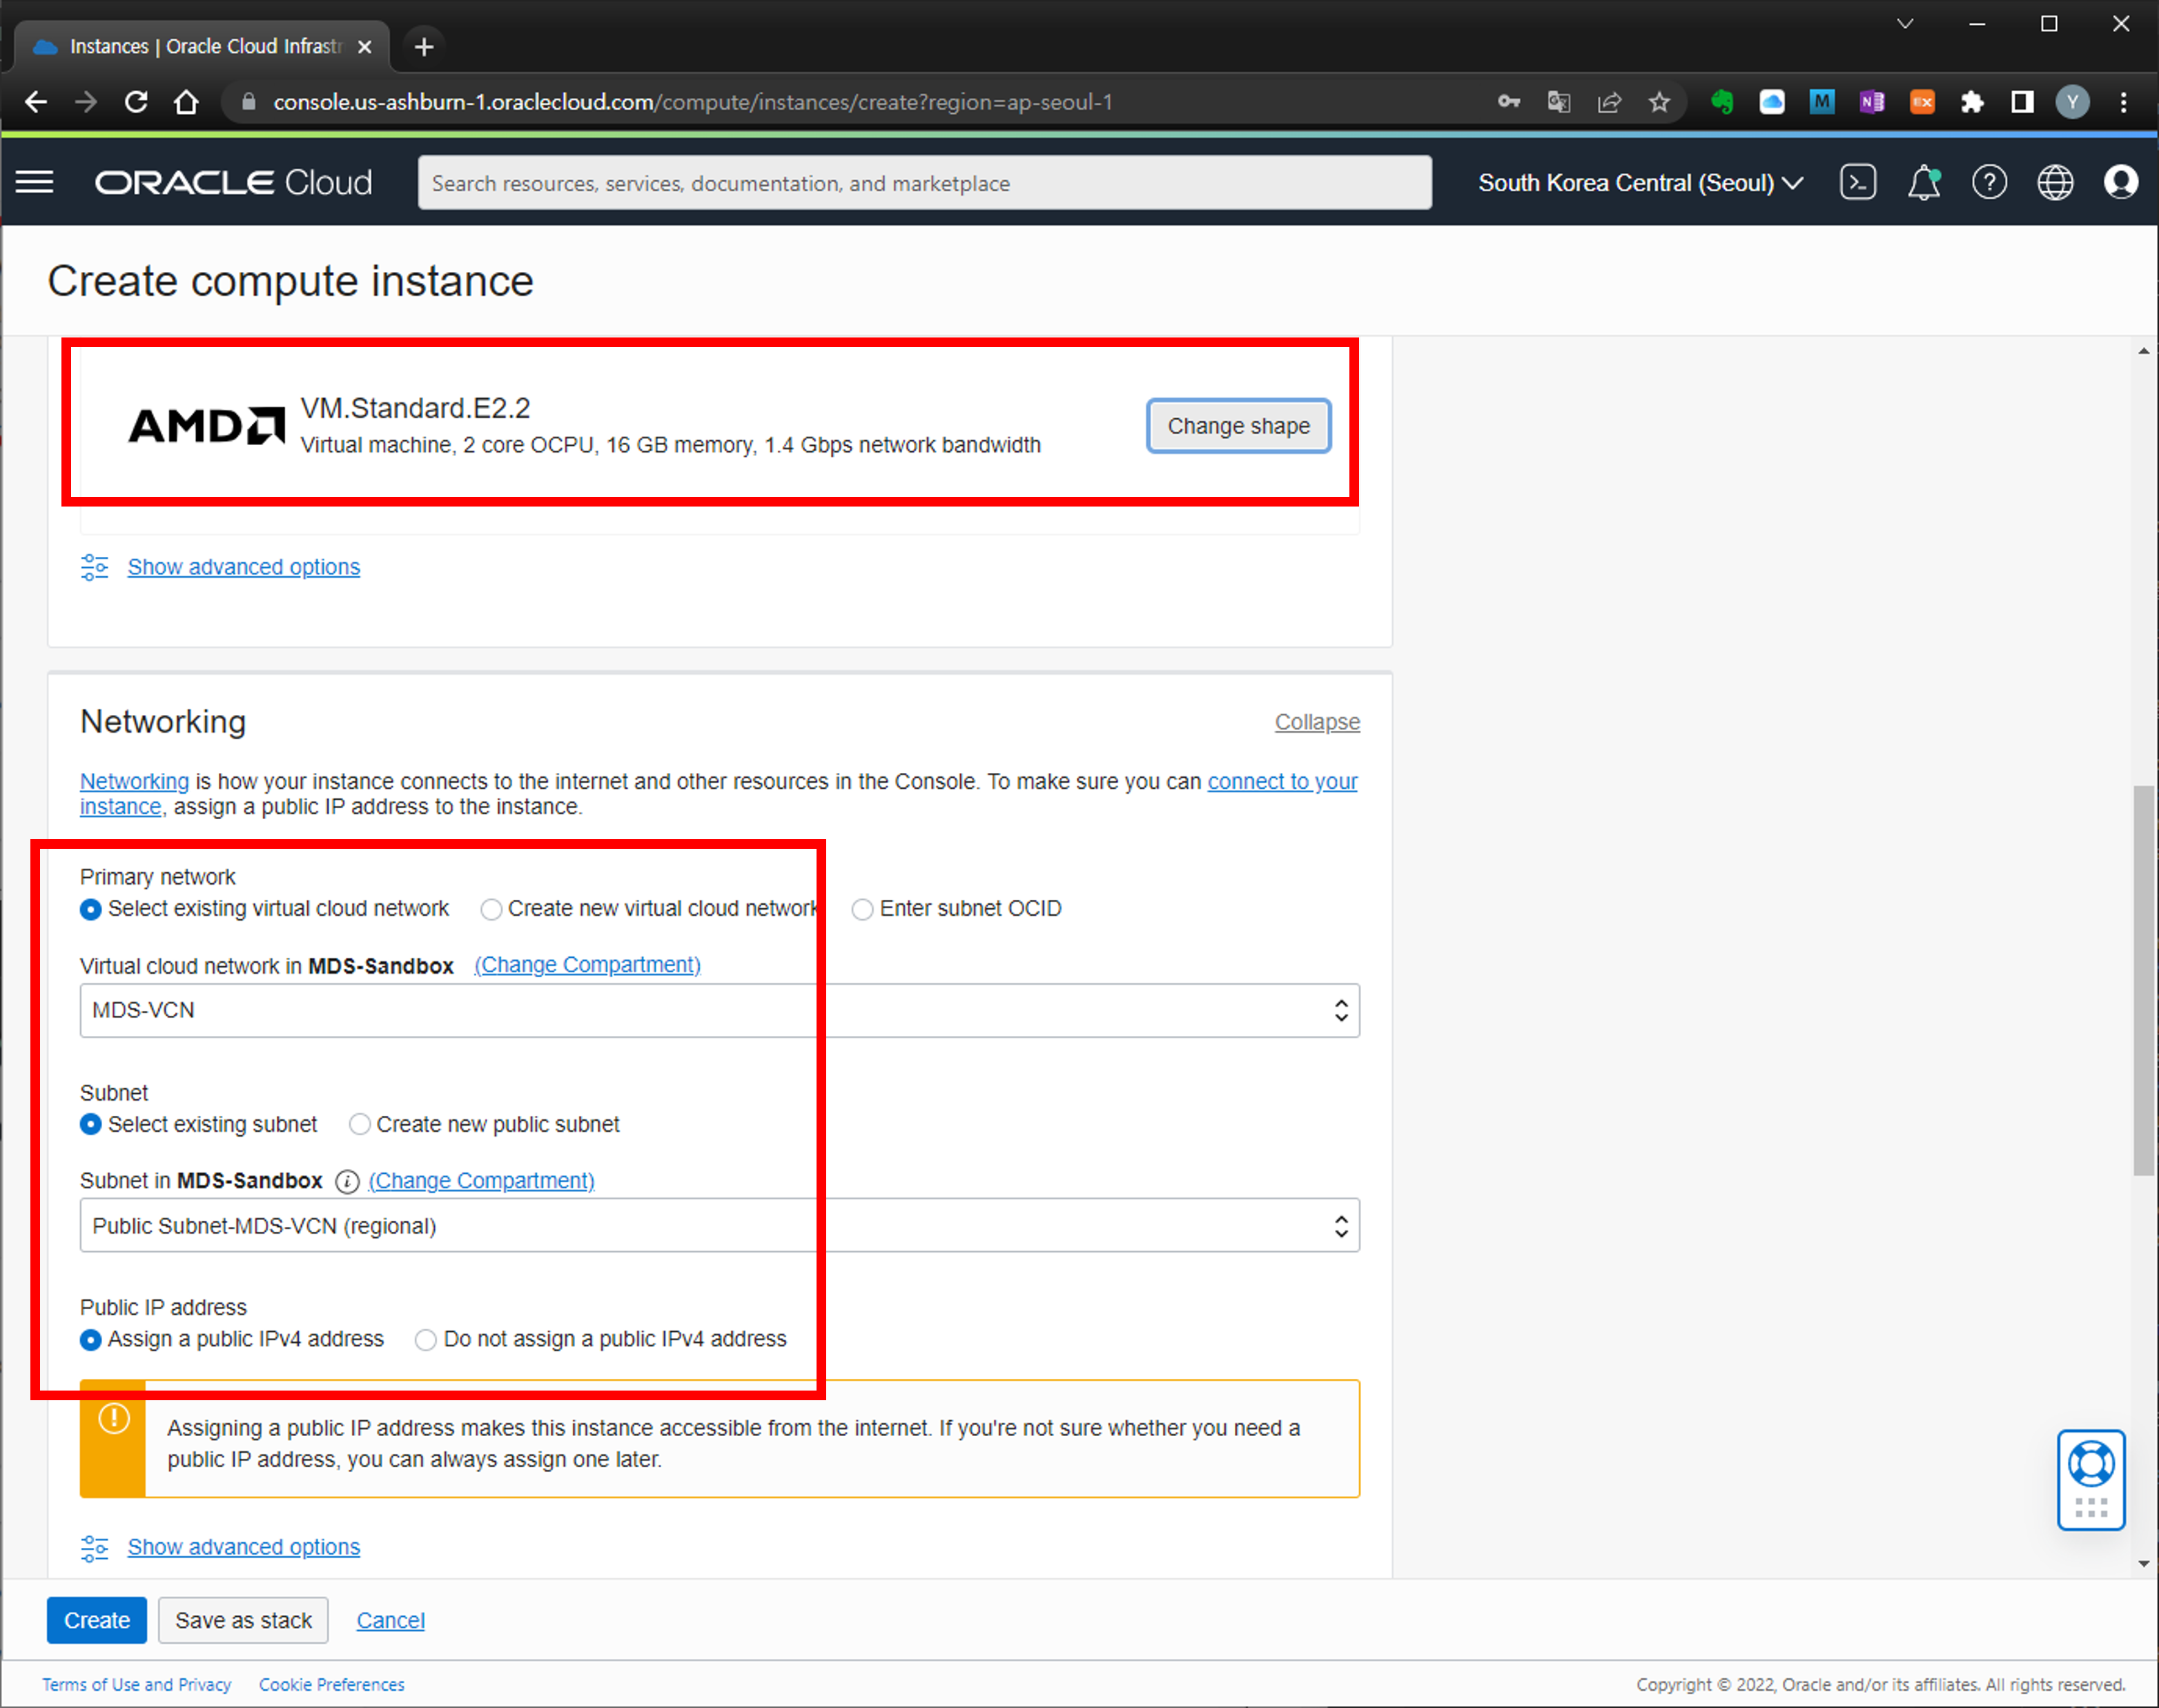 Instances | Oracle Cloud Infrastr
console.us-ashburn-1.oraclecloud.com/compute/instances/create?region=ap-seoul-1
M
N
EX
Y
ORACLE Cloud
Search resources, services, documentation, and marketplace
South Korea Central (Seoul)
Create compute instance
AMD
VM.Standard.E2.2
Virtual machine, 2 core OCPU, 16 GB memory, 1.4 Gbps network bandwidth
Change shape
Show advanced options
Networking
Collapse
Networking is how your instance connects to the internet and other resources in the Console. To make sure you can connect to your
instance, assign a public IP address to the instance.
Primary network
Select existing virtual cloud network
Create new virtual cloud network
Enter subnet OCID
Virtual cloud network in MDS-Sandbox (Change Compartment)
MDS-VCN
Subnet
Select existing subnet
Create new public subnet
Subnet in MDS-Sandbox (Change Compartment)
Public Subnet-MDS-VCN (regional)
Public IP address
Assign a public IPv4 address
Do not assign a public IPv4 address
Assigning a public IP address makes this instance accessible from the internet. If you're not sure whether you need a
public IP address, you can always assign one later.
Show advanced options
Create
Save as stack
Cancel
Terms of Use and Privacy
Cookie Preferences
Copyright © 2022, Oracle and/or its affiliates. All rights reserved.